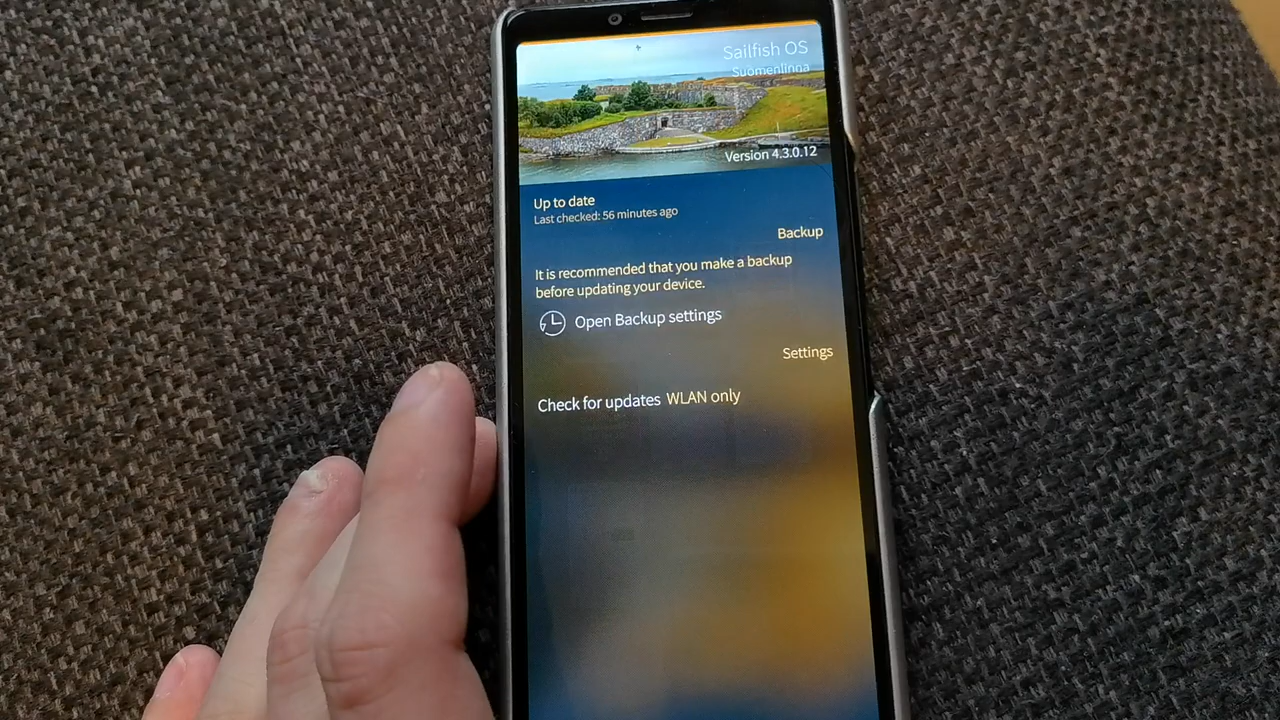 Sailfish OS
Suomenlinna
Version 4.3.0.12
Up to date
Last checked: 56 minutes ago
Backup
It is recommended that you make a backup
before updating your device.
Open Backup settings
Settings
Check for updates WLAN only